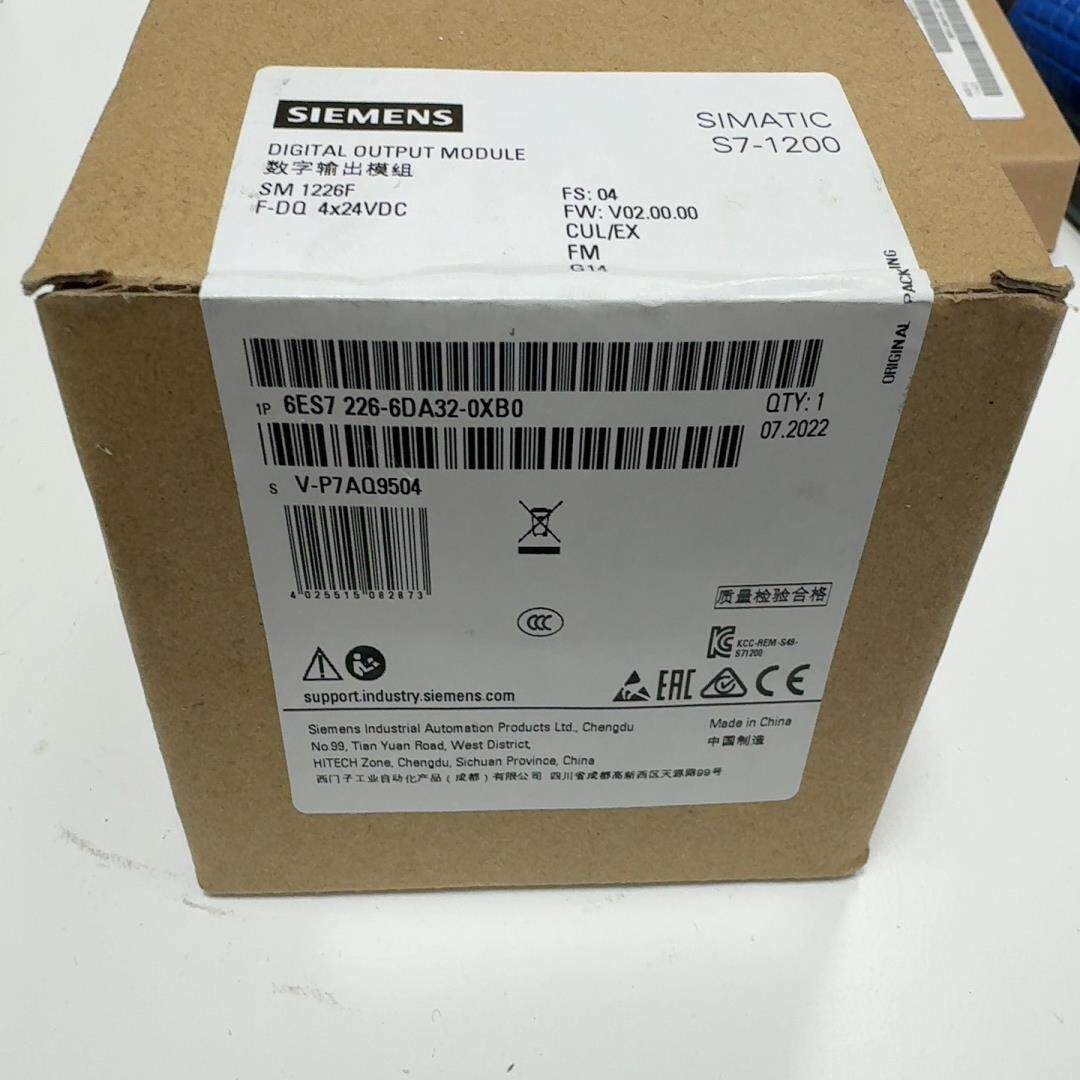 SIEMENS
SIMATIC
S7-1200
DIGITAL OUTPUT MODULE
数字输出模组
SM 1226F
F-DQ 4x24VDC
FS: 04
FW: V02.00.00
CUL/EX
FM
G14
ORIGINAL PACKING
1P 6ES7 226-6DA32-0XB0
QTY: 1
07.2022
S V-P7AQ9504
4 025515 082873
质量检验合格
CCC
KCC-REM-S49-
S71200
EAC
CE
support.industry.siemens.com
Siemens Industrial Automation Products Ltd., Chengdu
No.99, Tian Yuan Road, West District,
HITECH Zone, Chengdu, Sichuan Province, China
西门子工业自动化产品(成都)有限公司 四川省成都高新西区天源路99号
Made in China
中国制造